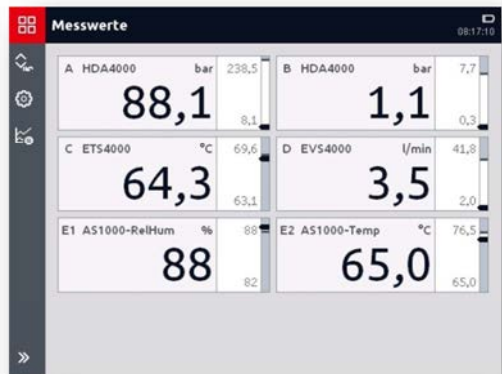 Messwerte
08:17:10
A HDA4000 bar 238,5
88,1
8,1
B HDA4000 bar 7,7
1,1
0,3
C ETS4000 °C 69,6
64,3
63,1
D EVS4000 l/min 41,8
3,5
2,0
E1 AS1000-RelHum % 88
88
82
E2 AS1000-Temp °C 76,5
65,0
65,0